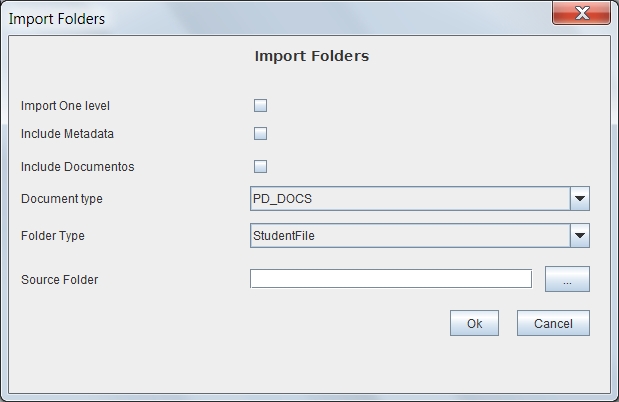 Import Folders
Import Folders
Import One level
Include Metadata
Include Documentos
Document type PD_DOCS
Folder Type StudentFile
Source Folder ...
Ok Cancel